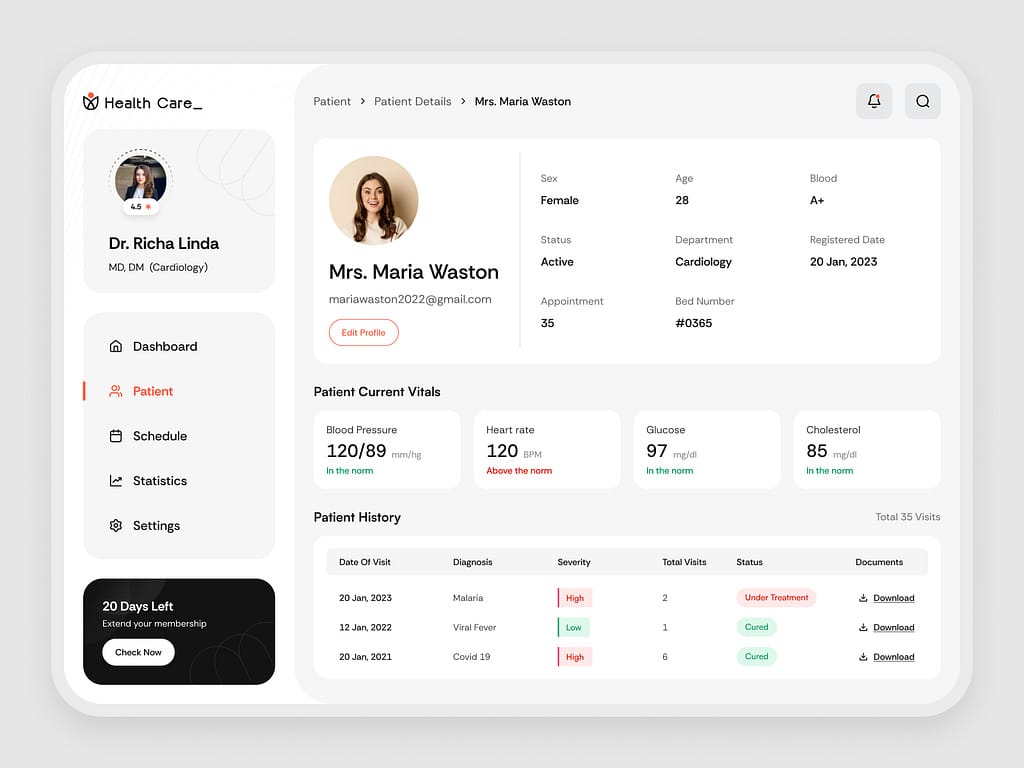 Health Care_
4.5 *
Dr. Richa Linda
MD, DM (Cardiology)
Dashboard
Patient
Schedule
Statistics
Settings
20 Days Left
Extend your membership
Check Now
Patient > Patient Details > Mrs. Maria Waston
Mrs. Maria Waston
mariawaston2022@gmail.com
Edit Profile
Sex Age Blood
Female 28 A+
Status Department Registered Date
Active Cardiology 20 Jan, 2023
Appointment Bed Number
35 #0365
Patient Current Vitals
Blood Pressure
120/89 mm/hg
In the norm
Heart rate
120 BPM
Above the norm
Glucose
97 mg/dl
In the norm
Cholesterol
85 mg/dl
In the norm
Patient History Total 35 Visits
Date Of Visit Diagnosis Severity Total Visits Status Documents
20 Jan, 2023 Malaria High 2 Under Treatment Download
12 Jan, 2022 Viral Fever Low 1 Cured Download
20 Jan, 2021 Covid 19 High 6 Cured Download